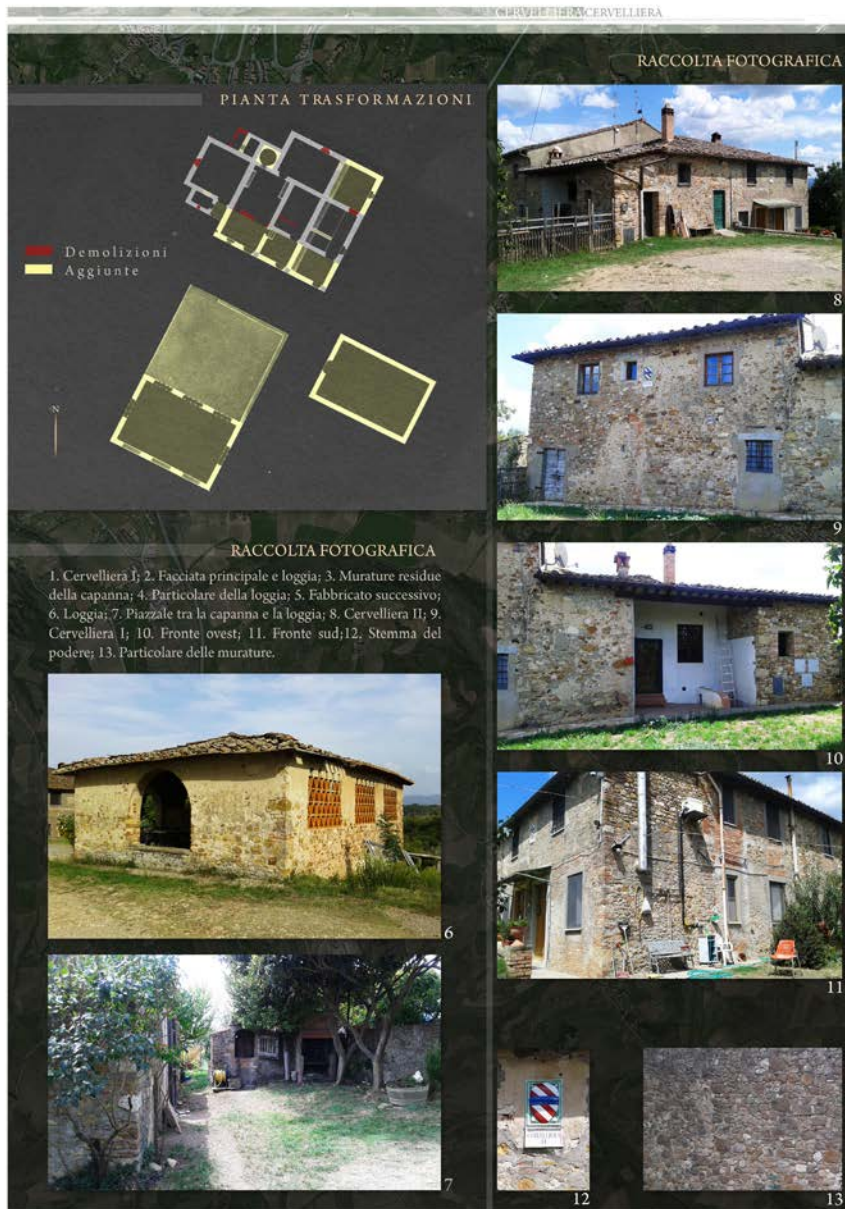 CERVELLIERA CERVELLIERÀ
RACCOLTA FOTOGRAFICA
PIANTA TRASFORMAZIONI
Demolizioni
Aggiunte
N
RACCOLTA FOTOGRAFICA
1. Cervelliera I; 2. Facciata principale e loggia; 3. Murature residue
della capanna; 4. Particolare della loggia; 5. Fabbricato successivo;
6. Loggia; 7. Piazzale tra la capanna e la loggia; 8. Cervelliera II; 9.
Cervelliera I; 10. Fronte ovest; 11. Fronte sud;12. Stemma del
podere; 13. Particolare delle murature.
6
7
8
9
10
11
12
13